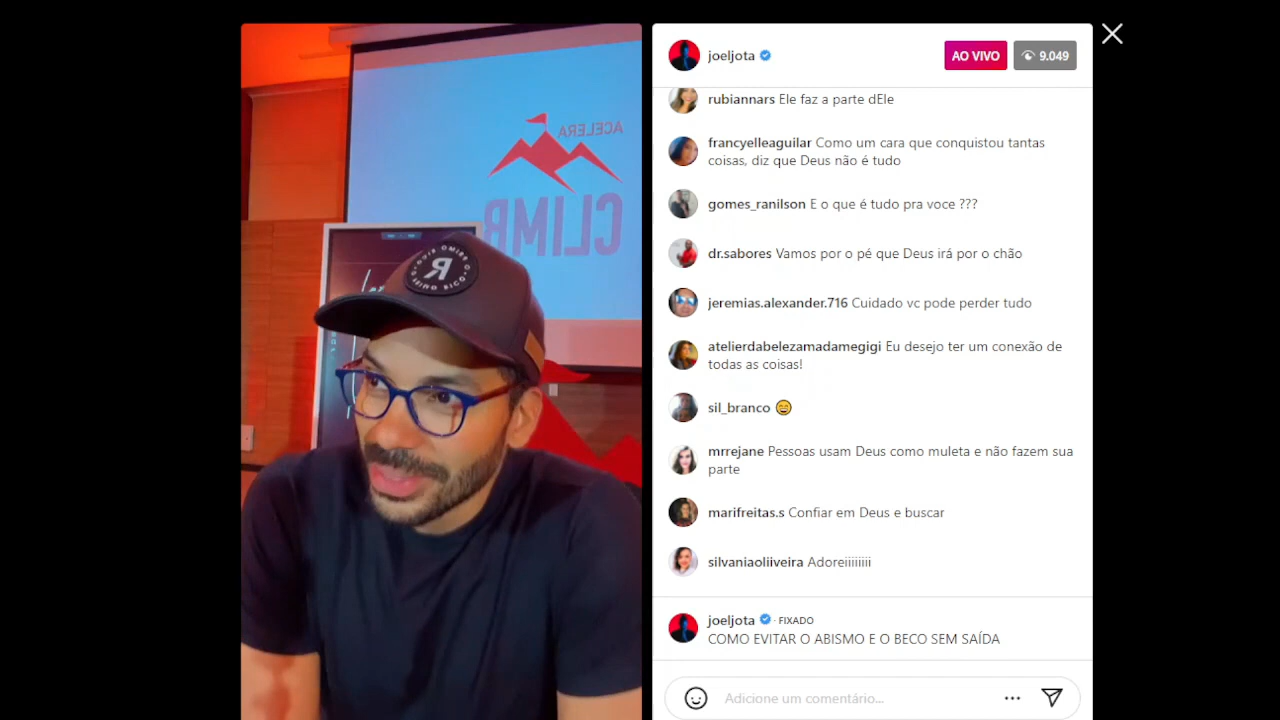 ACELERA
CLIMB
R
joeljota
AO VIVO
9.049
rubiannars Ele faz a parte dEle
francyelleaguilar Como um cara que conquistou tantas
coisas, diz que Deus não é tudo
gomes_ranilson E o que é tudo pra voce ???
dr.sabores Vamos por o pé que Deus irá por o chão
jeremias.alexander.716 Cuidado vc pode perder tudo
atelierdabelezamadamegigi Eu desejo ter um conexão de
todas as coisas!
sil_branco 😄
mrrejane Pessoas usam Deus como muleta e não fazem sua
parte
marifreitas.s Confiar em Deus e buscar
silvaniaoliiveira Adoreiiiiiiii
joeljota · FIXADO
COMO EVITAR O ABISMO E O BECO SEM SAÍDA
Adicione um comentário...